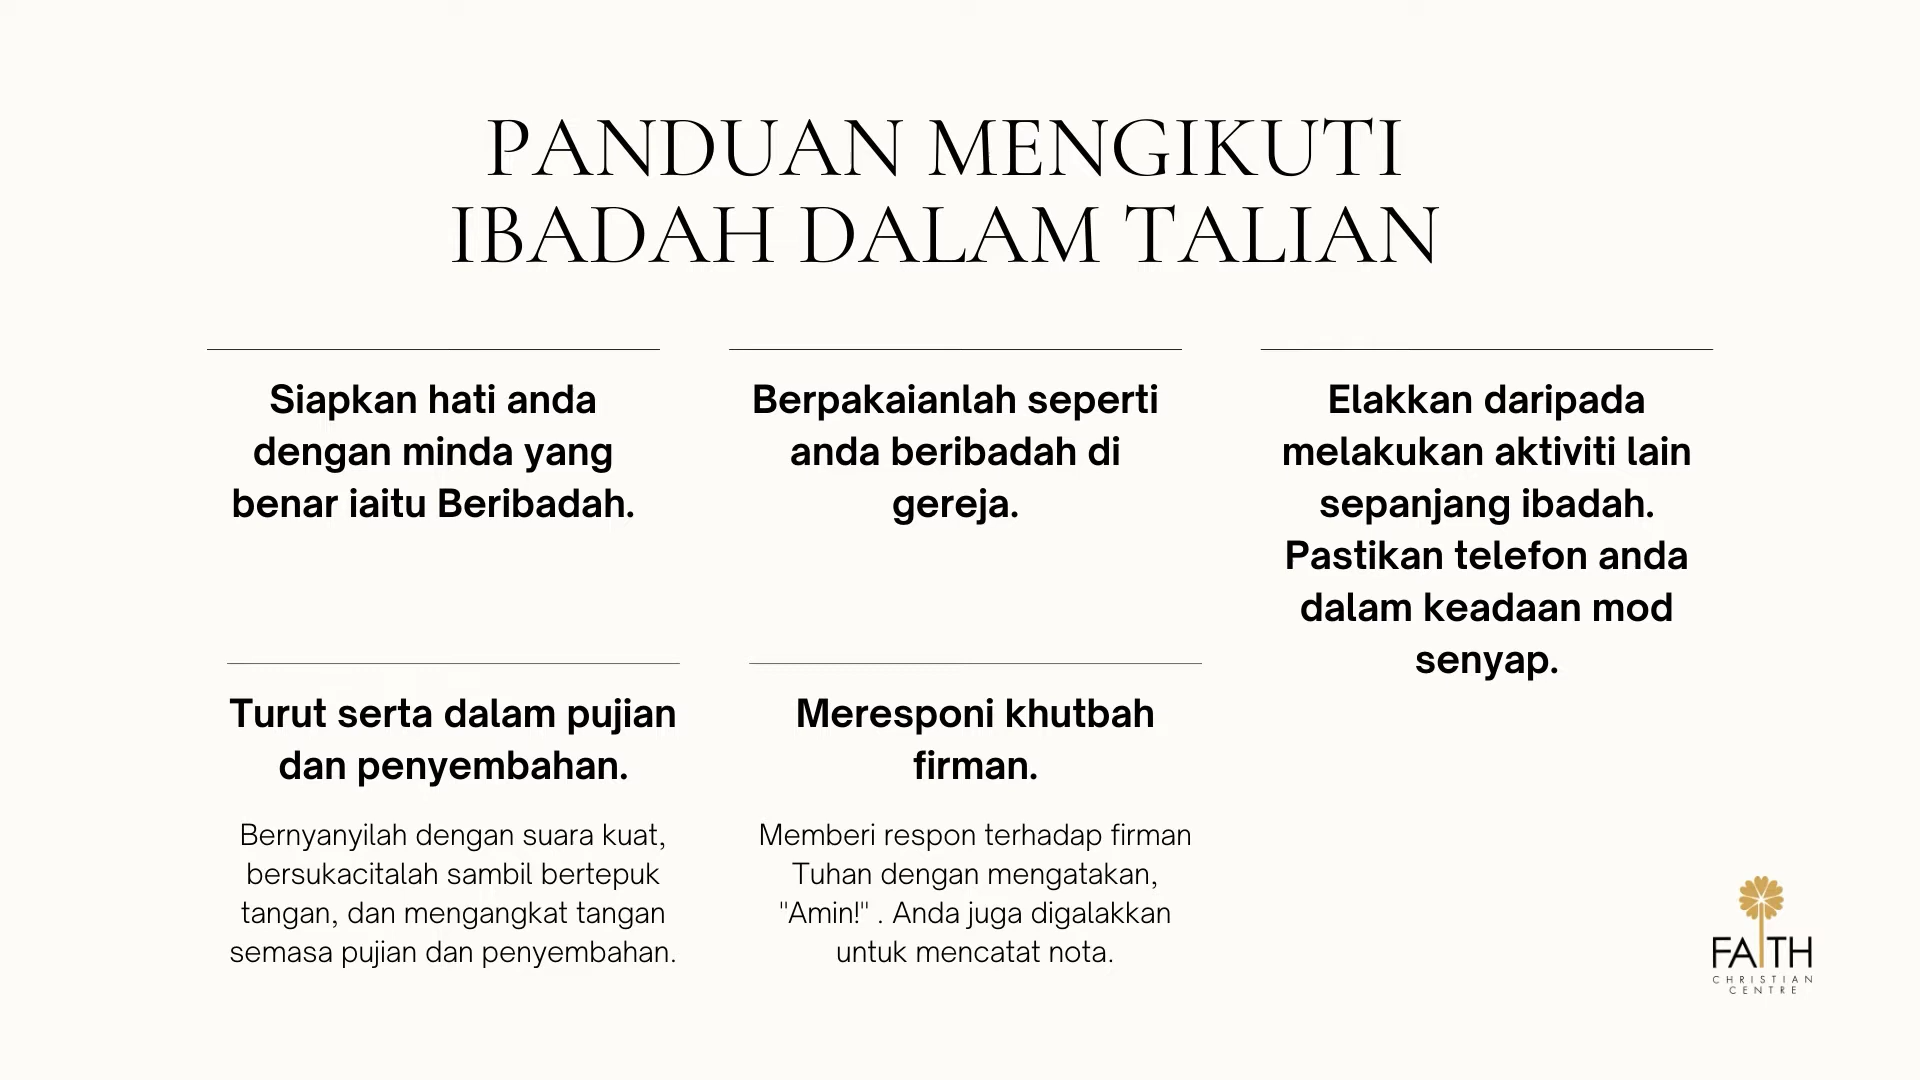 PANDUAN MENGIKUTI
IBADAH DALAM TALIAN
Siapkan hati anda
dengan minda yang
benar iaitu Beribadah.
Berpakaianlah seperti
anda beribadah di
gereja.
Elakkan daripada
melakukan aktiviti lain
sepanjang ibadah.
Pastikan telefon anda
dalam keadaan mod
senyap.
Turut serta dalam pujian
dan penyembahan.
Bernyanyilah dengan suara kuat,
bersukacitalah sambil bertepuk
tangan, dan mengangkat tangan
semasa pujian dan penyembahan.
Meresponi khutbah
firman.
Memberi respon terhadap firman
Tuhan dengan mengatakan,
"Amin!" . Anda juga digalakkan
untuk mencatat nota.
FAITH
CHRISTIAN
CENTRE